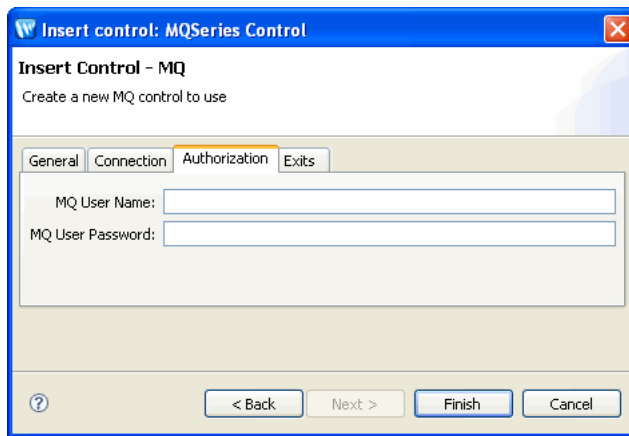 Insert control: MQSeries Control
Insert Control - MQ
Create a new MQ control to use
General Connection Authorization Exits
MQ User Name:
MQ User Password:
? < Back Next > Finish Cancel